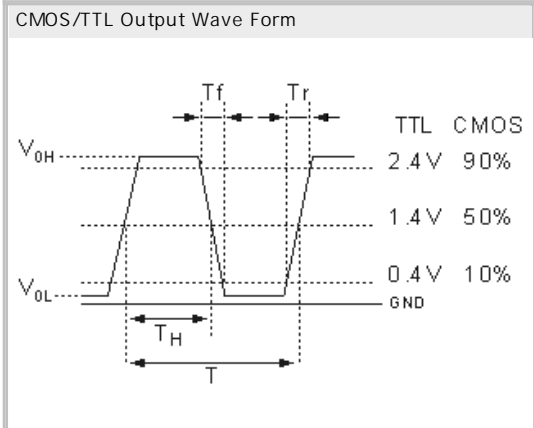 CMOS/TTL Output Wave Form
Tf Tr
TTL CMOS
V0H 2.4V 90%
1.4V 50%
0.4V 10%
V0L GND
TH
T